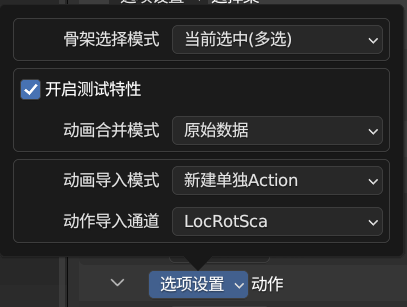 骨架选择模式 当前选中(多选)
开启测试特性
动画合并模式 原始数据
动画导入模式 新建单独Action
动作导入通道 LocRotSca
选项设置 动作